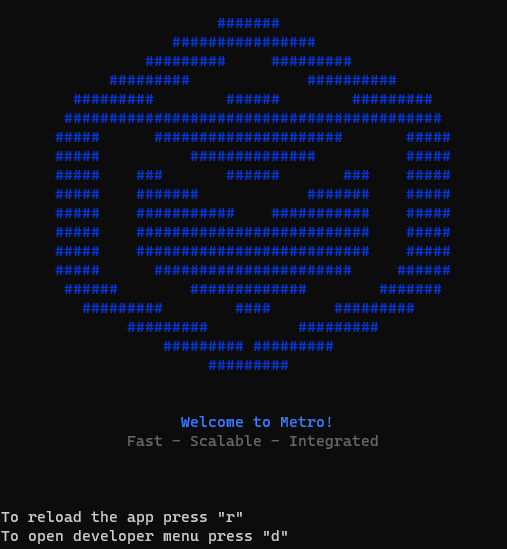 Welcome to Metro!
Fast - Scalable - Integrated
To reload the app press "r"
To open developer menu press "d"